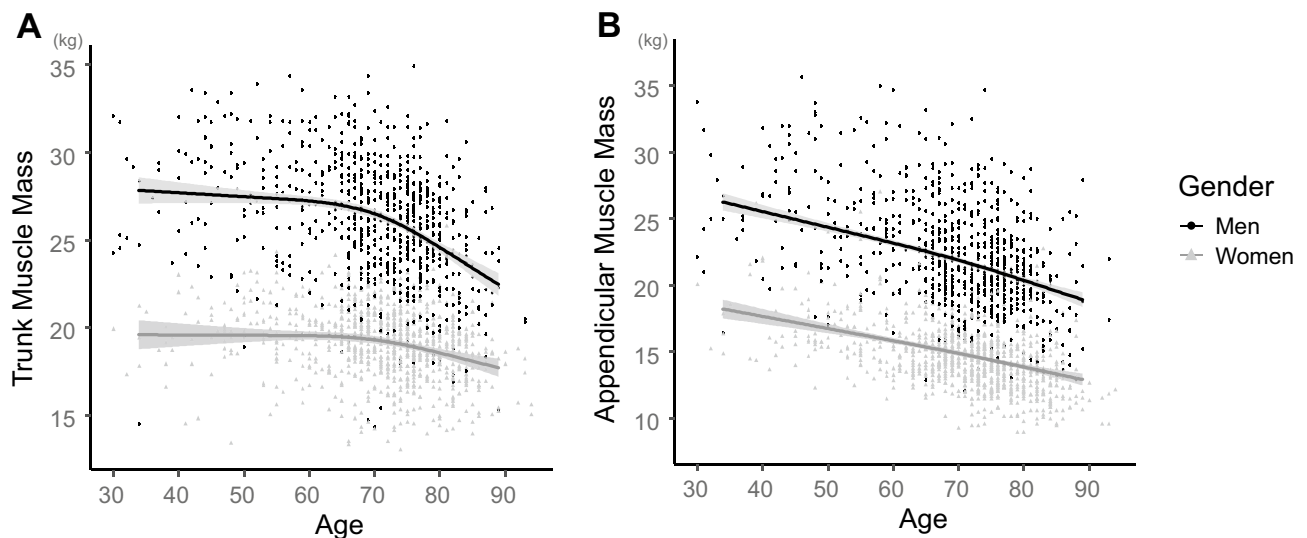 A
(kg)
35
30
25
20
15
Trunk Muscle Mass
30 40 50 60 70 80 90
Age
B
(kg)
35
30
25
20
15
10
Appendicular Muscle Mass
30 40 50 60 70 80 90
Age
Gender
Men
Women